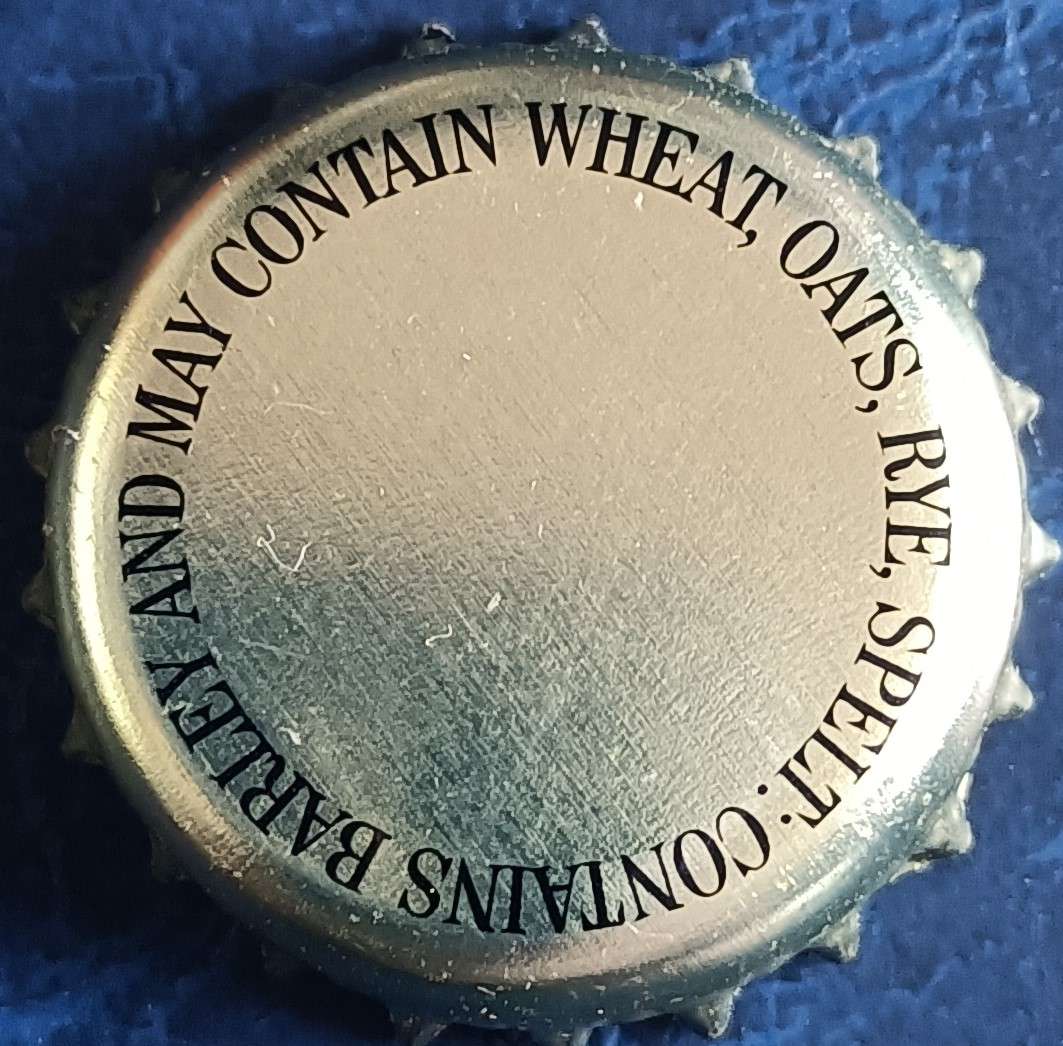 CONTAINS BARLEY AND MAY CONTAIN WHEAT, OATS, RYE, SPELT: